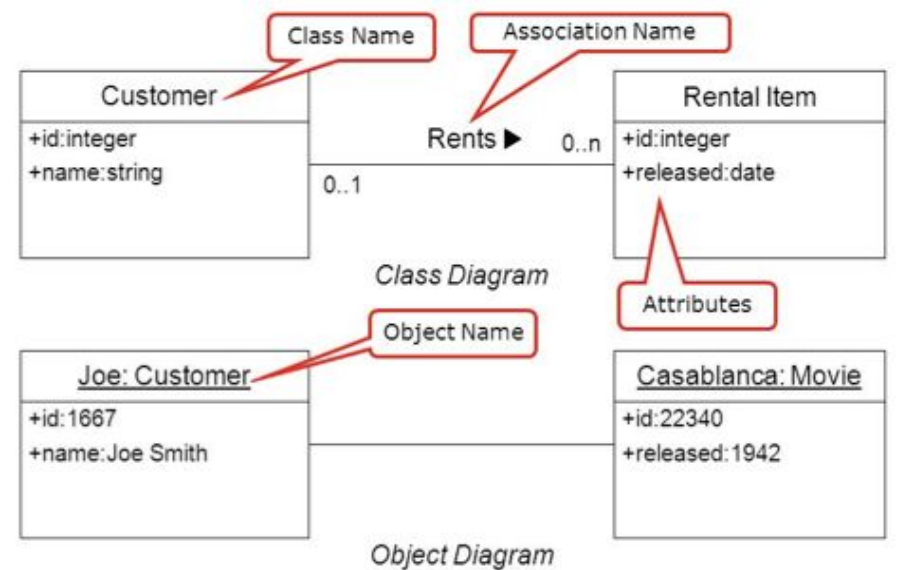 Class Name
Association Name
Customer
Rental Item
+id:integer
+name:string
Rents ▶
0..n
0..1
+id:integer
+released:date
Class Diagram
Attributes
Object Name
Joe: Customer
Casablanca: Movie
+id:1667
+name:Joe Smith
+id:22340
+released:1942
Object Diagram